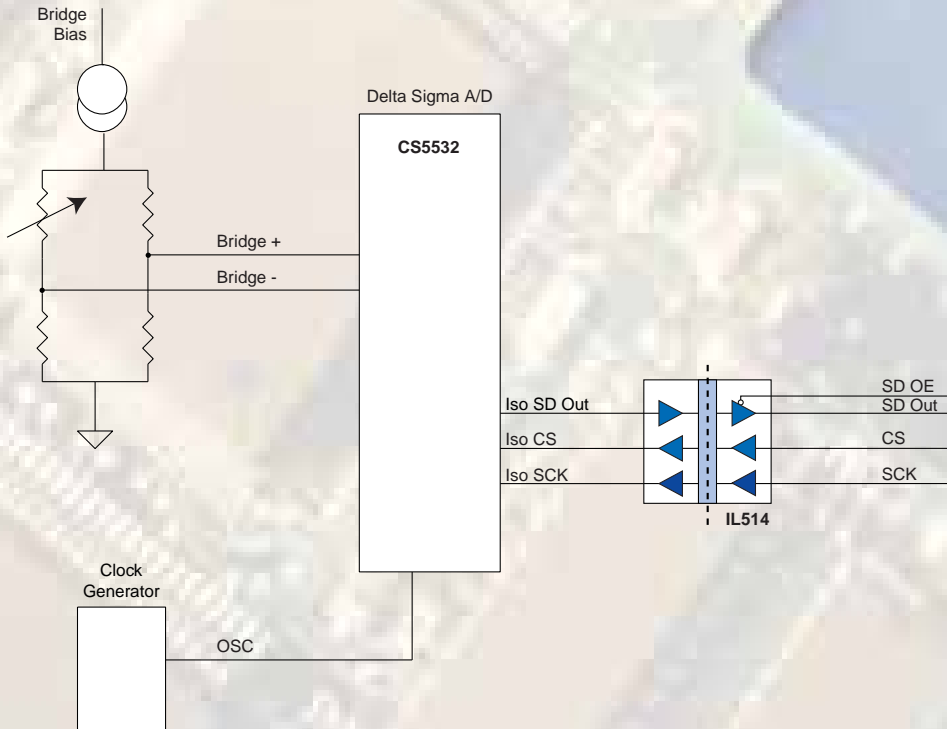 Bridge
Bias
Delta Sigma A/D
CS5532
Bridge +
Bridge -
Iso SD Out
Iso CS
Iso SCK
SD OE
SD Out
CS
SCK
IL514
Clock
Generator
OSC